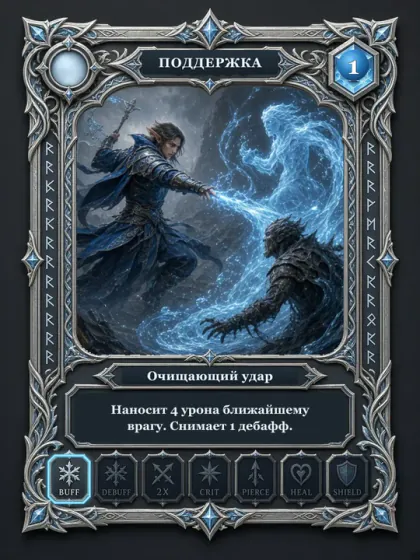 ПОДДЕРЖКА
1
Очищающий удар
Наносит 4 урона ближайшему
врагу. Снимает 1 дебафф.
BUFF DEBUFF 2X CRIT PIERCE HEAL SHIELD